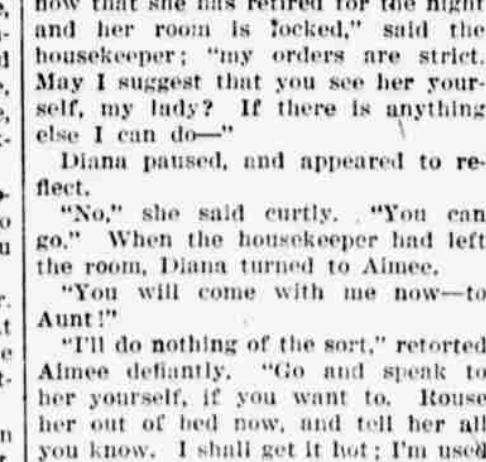 now that she has retired for the night
and her room is locked," said the
housekeeper; "my orders are strict.
May I suggest that you see her your-
self, my lady? If there is anything
else I can do—"
Diana paused, and appeared to re-
flect.
"No," she said curtly. "You can
go." When the housekeeper had left
the room, Diana turned to Aimee.
"You will come with me now—to
Aunt!"
"I'll do nothing of the sort," retorted
Aimee defiantly. "Go and speak to
her yourself, if you want to. Rouse
her out of bed now, and tell her all
you know. I shall get it hot; I'm used